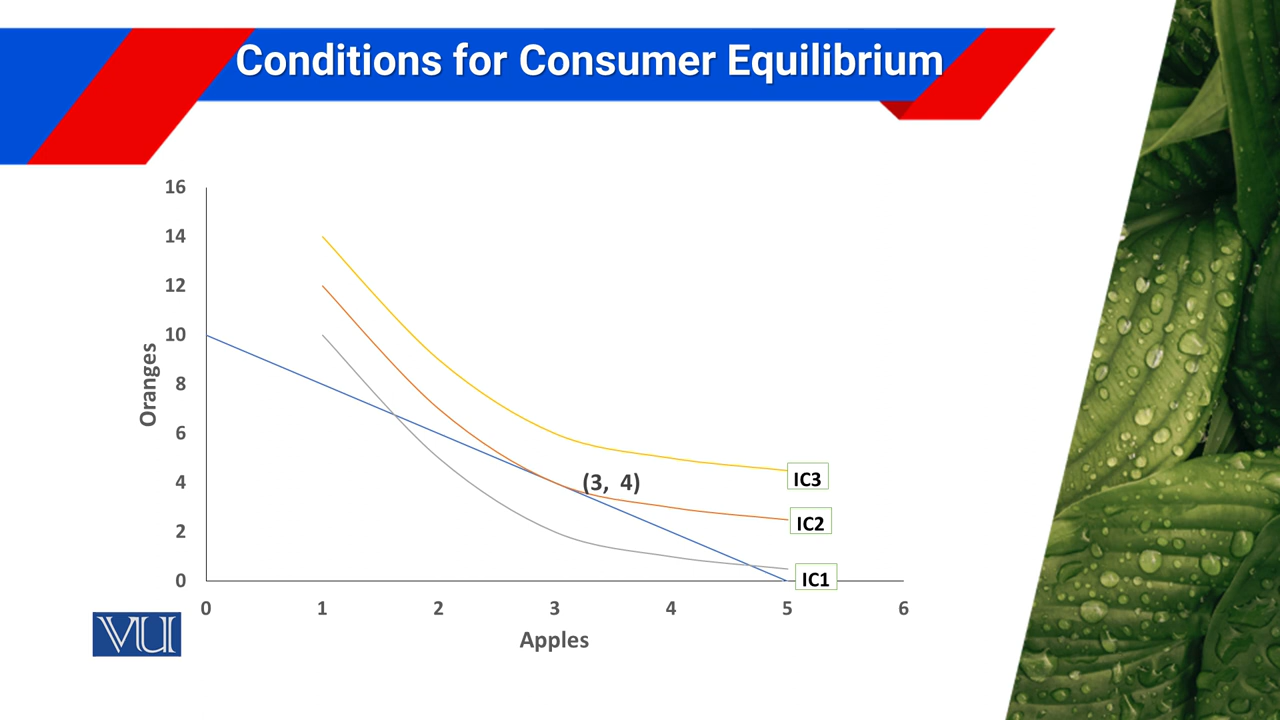 Conditions for Consumer Equilibrium
16
14
12
10
8
6
4
2
0
Oranges
(3, 4)
IC3
IC2
IC1
0 1 2 3 4 5 6
Apples
VU